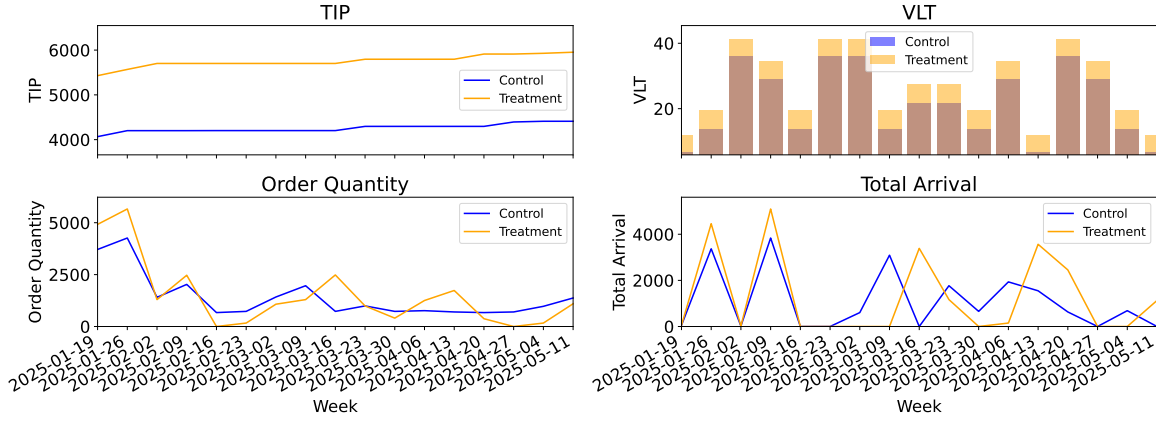 TIP
TIP
6000
5000
4000
Control
Treatment
VLT
VLT
40
20
Control
Treatment
Order Quantity
Order Quantity
5000
2500
0
Control
Treatment
2025-01-19
2025-01-26
2025-02-02
2025-02-09
2025-02-16
2025-02-23
2025-03-02
2025-03-09
2025-03-16
2025-03-23
2025-03-30
2025-04-06
2025-04-13
2025-04-20
2025-04-27
2025-05-04
2025-05-11
Week
Total Arrival
Total Arrival
4000
2000
0
Control
Treatment
2025-01-19
2025-01-26
2025-02-02
2025-02-09
2025-02-16
2025-02-23
2025-03-02
2025-03-09
2025-03-16
2025-03-23
2025-03-30
2025-04-06
2025-04-13
2025-04-20
2025-04-27
2025-05-04
2025-05-11
Week